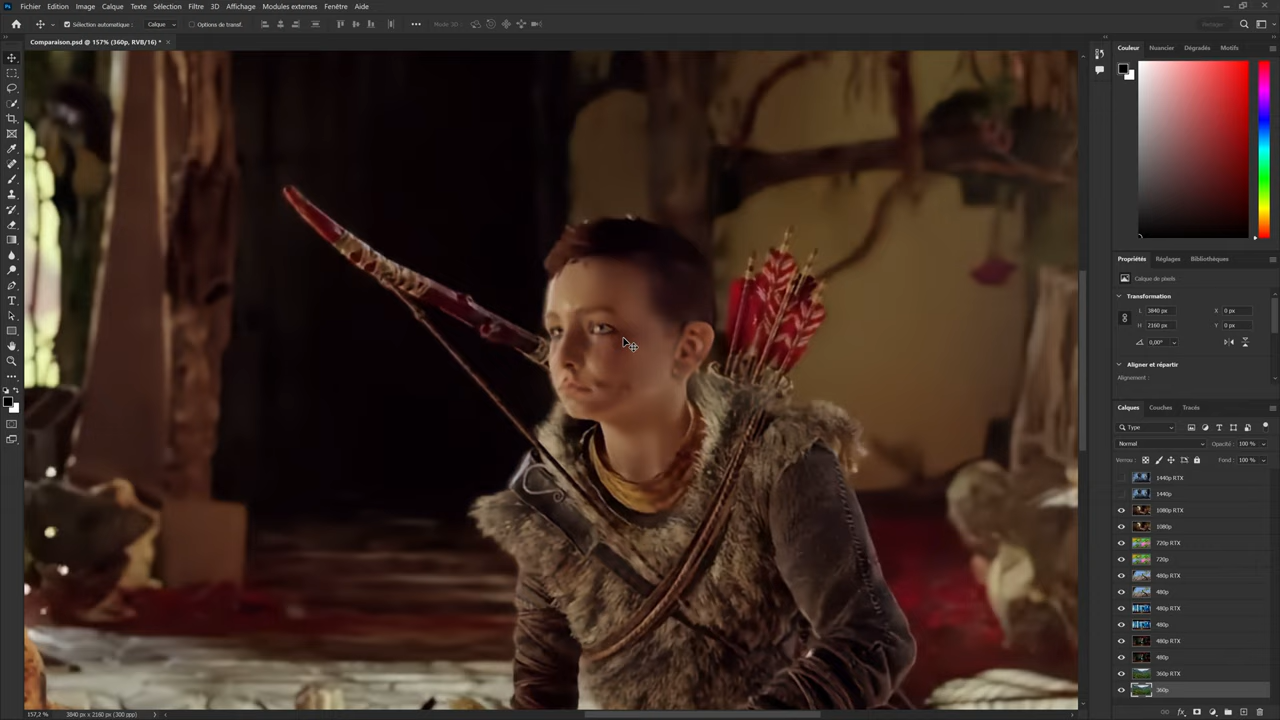 Fichier Edition Image Calque Texte Sélection Filtre 3D Affichage Modules externes Fenêtre Aide
Sélection automatique : Calque Options de transf. Mode 3D : Partager
Comparaison.psd @ 157% (360p, RVB/16) * ×
Couleur Nuancier Dégradés Motifs
Propriétés Réglages Bibliothèques
Calque de pixels
Transformation
L 3840 px X 0 px
H 2160 px Y 0 px
0,00°
Aligner et répartir
Alignement :
Calques Couches Tracés
Type
Normal Opacité : 100 %
Verrou : Fond : 100 %
1440p RTX
1440p
1080p RTX
1080p
720p RTX
720p
480p RTX
480p
480p RTX
480p
480p RTX
480p
360p RTX
360p
157,2 % 3840 px x 2160 px (300 ppp)